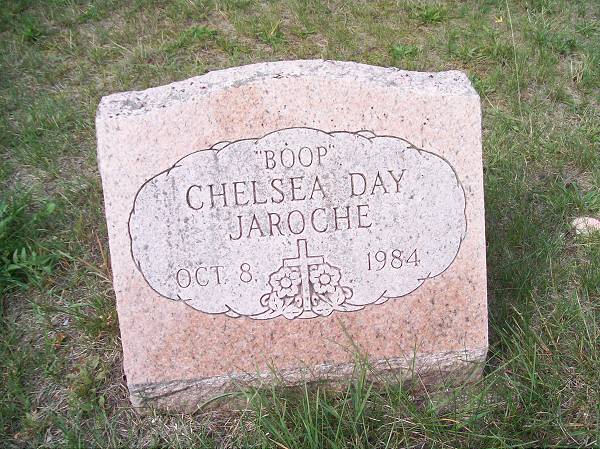 "BOOP"
CHELSEA DAY
JAROCHE
OCT. 8 1984